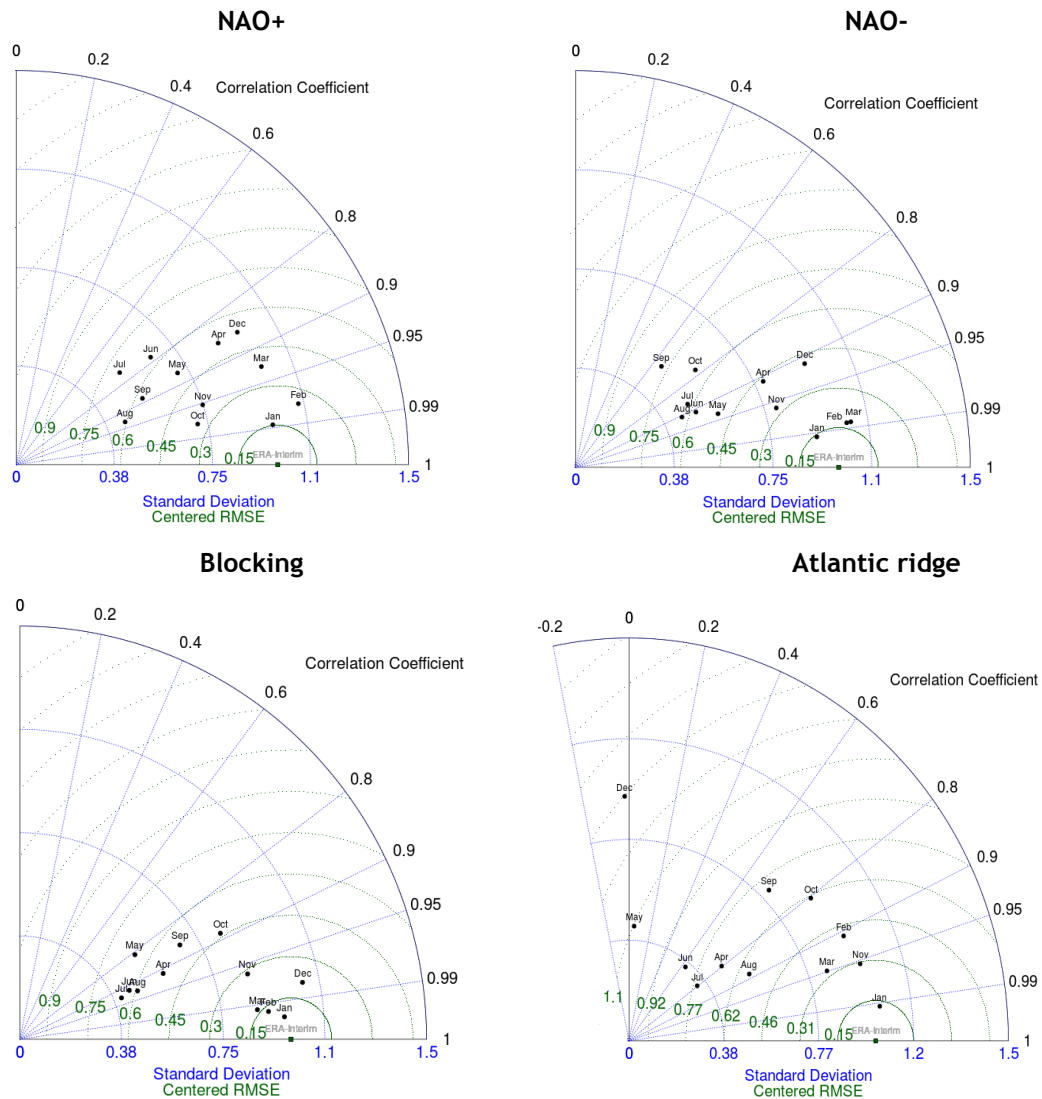 NAO+
0
0.2
0.4
Correlation Coefficient
0.6
0.8
0.9
0.95
0.99
1
Dec
Apr
Jun
Mar
Jul
May
Sep
Nov
Feb
Aug
Oct
Jan
0.9
0.75
0.6
0.45
0.3
0.15
ERA-Interim
0
0.38
0.75
1.1
1.5
Standard Deviation
Centered RMSE
NAO-
0
0.2
0.4
Correlation Coefficient
0.6
0.8
0.9
0.95
0.99
1
Sep
Oct
Dec
Apr
Jul
Jun
Aug
May
Nov
Feb
Mar
Jan
0.9
0.75
0.6
0.45
0.3
0.15
ERA-Interim
0
0.38
0.75
1.1
1.5
Standard Deviation
Centered RMSE
Blocking
0
0.2
0.4
Correlation Coefficient
0.6
0.8
0.9
0.95
0.99
1
Oct
Sep
May
Apr
Nov
Dec
Jun
Aug
Jul
Mar
Feb
Jan
0.9
0.75
0.6
0.45
0.3
0.15
ERA-Interim
0
0.38
0.75
1.1
1.5
Standard Deviation
Centered RMSE
Atlantic ridge
-0.2
0
0.2
0.4
Correlation Coefficient
0.6
0.8
0.9
0.95
0.99
1
Dec
Sep
Oct
May
Feb
Jun
Apr
Aug
Mar
Nov
Jul
Jan
1.1
0.92
0.77
0.62
0.46
0.31
0.15
ERA-Interim
0
0.38
0.77
1.2
1.5
Standard Deviation
Centered RMSE